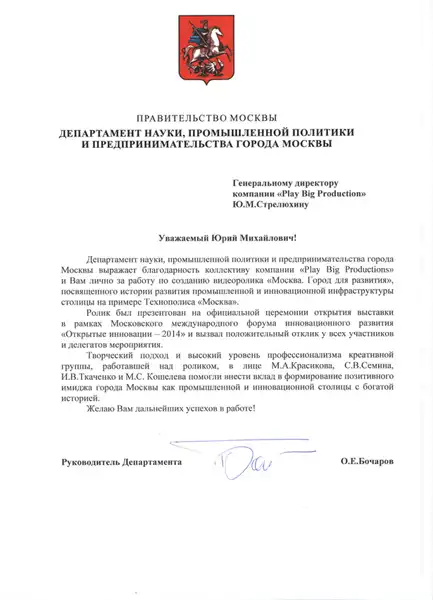 ПРАВИТЕЛЬСТВО МОСКВЫ
ДЕПАРТАМЕНТ НАУКИ, ПРОМЫШЛЕННОЙ ПОЛИТИКИ
И ПРЕДПРИНИМАТЕЛЬСТВА ГОРОДА МОСКВЫ
Генеральному директору
компании «Play Big Production»
Ю.М.Стрелюхину
Уважаемый Юрий Михайлович!
Департамент науки, промышленной политики и предпринимательства города
Москвы выражает благодарность коллективу компании «Play Big Productions»
и Вам лично за работу по созданию видеоролика «Москва. Город для развития»,
посвященного истории развития промышленной и инновационной инфраструктуры
столицы на примере Технополиса «Москва».
Ролик был презентован на официальной церемонии открытия выставки
в рамках Московского международного форума инновационного развития
«Открытые инновации – 2014» и вызвал положительный отклик у всех участников
и делегатов мероприятия.
Творческий подход и высокий уровень профессионализма креативной
группы, работавшей над роликом, в лице М.А.Красикова, С.В.Семина,
И.В.Ткаченко и М.С. Кошелева помогли внести вклад в формирование позитивного
имиджа города Москвы как промышленной и инновационной столицы с богатой
историей.
Желаю Вам дальнейших успехов в работе!
Руководитель Департамента О.Е.Бочаров